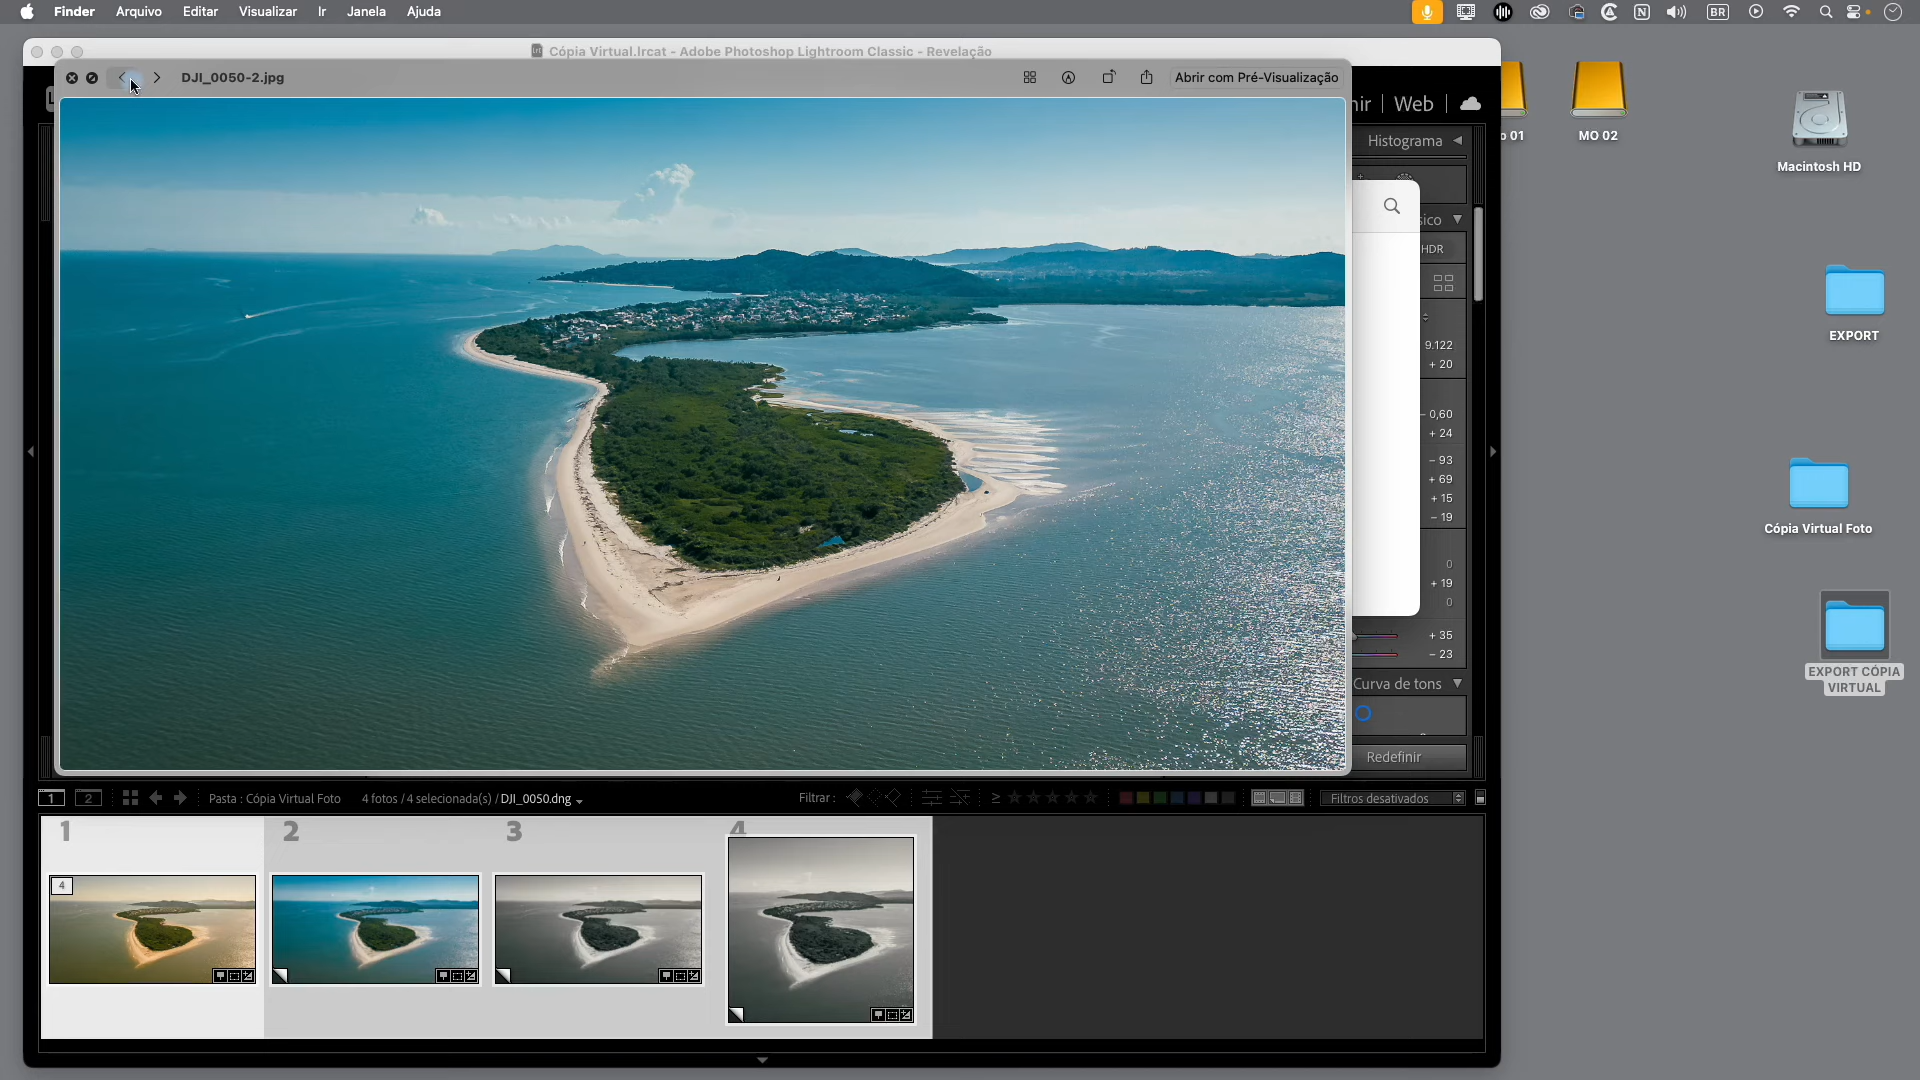 Finder Arquivo Editar Visualizar Ir Janela Ajuda
BR
Cópia Virtual.lrcat - Adobe Photoshop Lightroom Classic - Revelação
DJI_0050-2.jpg
Abrir com Pré-Visualização
Web
Histograma
HDR
9.122
+ 20
- 0,60
+ 24
- 93
+ 69
+ 15
- 19
0
+ 19
0
+ 35
- 23
Curva de tons
Redefinir
01
MO 02
Macintosh HD
EXPORT
Cópia Virtual Foto
EXPORT CÓPIA
VIRTUAL
1 2 Pasta : Cópia Virtual Foto 4 fotos / 4 selecionada(s) / DJI_0050.dng Filtrar : ≥ Filtros desativados
1 2 3 4
4